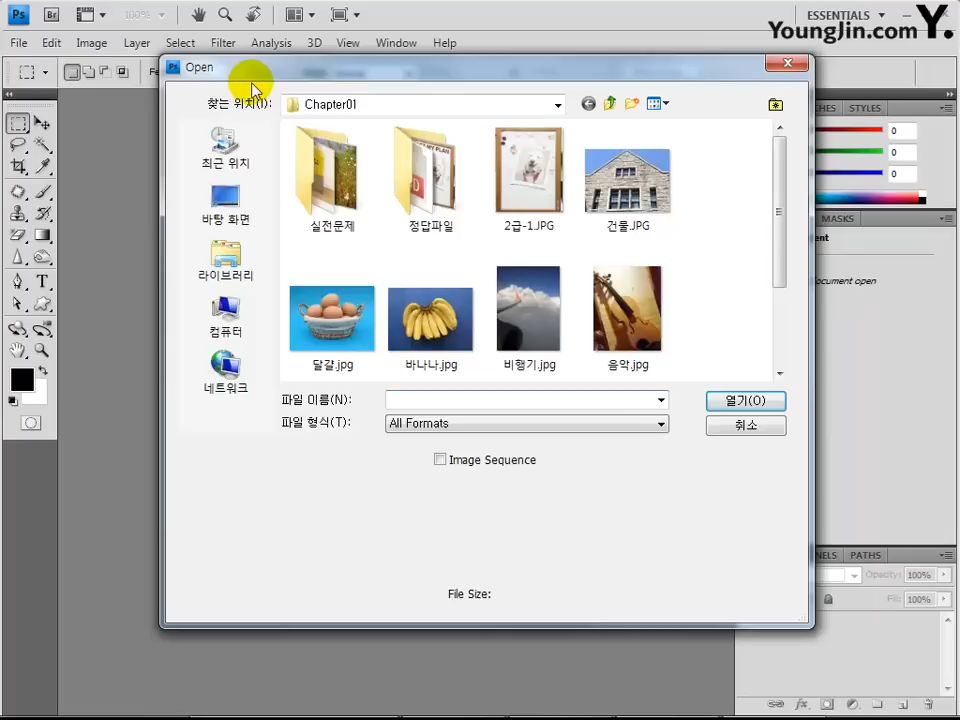 Ps Br 100% ESSENTIALS
YoungJin.com Y.
File Edit Image Layer Select Filter Analysis 3D View Window Help
Ps Open
찾는 위치(I): Chapter01
STYLES
0
0
0
최근 위치
바탕 화면
라이브러리
컴퓨터
네트워크
실전문제 정답파일 2급-1.JPG 건물.JPG
달걀.jpg 바나나.jpg 비행기.jpg 음악.jpg
파일 이름(N): 열기(O)
파일 형식(T): All Formats 취소
Image Sequence
File Size:
MASKS
ocument open
PATHS
Opacity: 100%
Fill: 100%